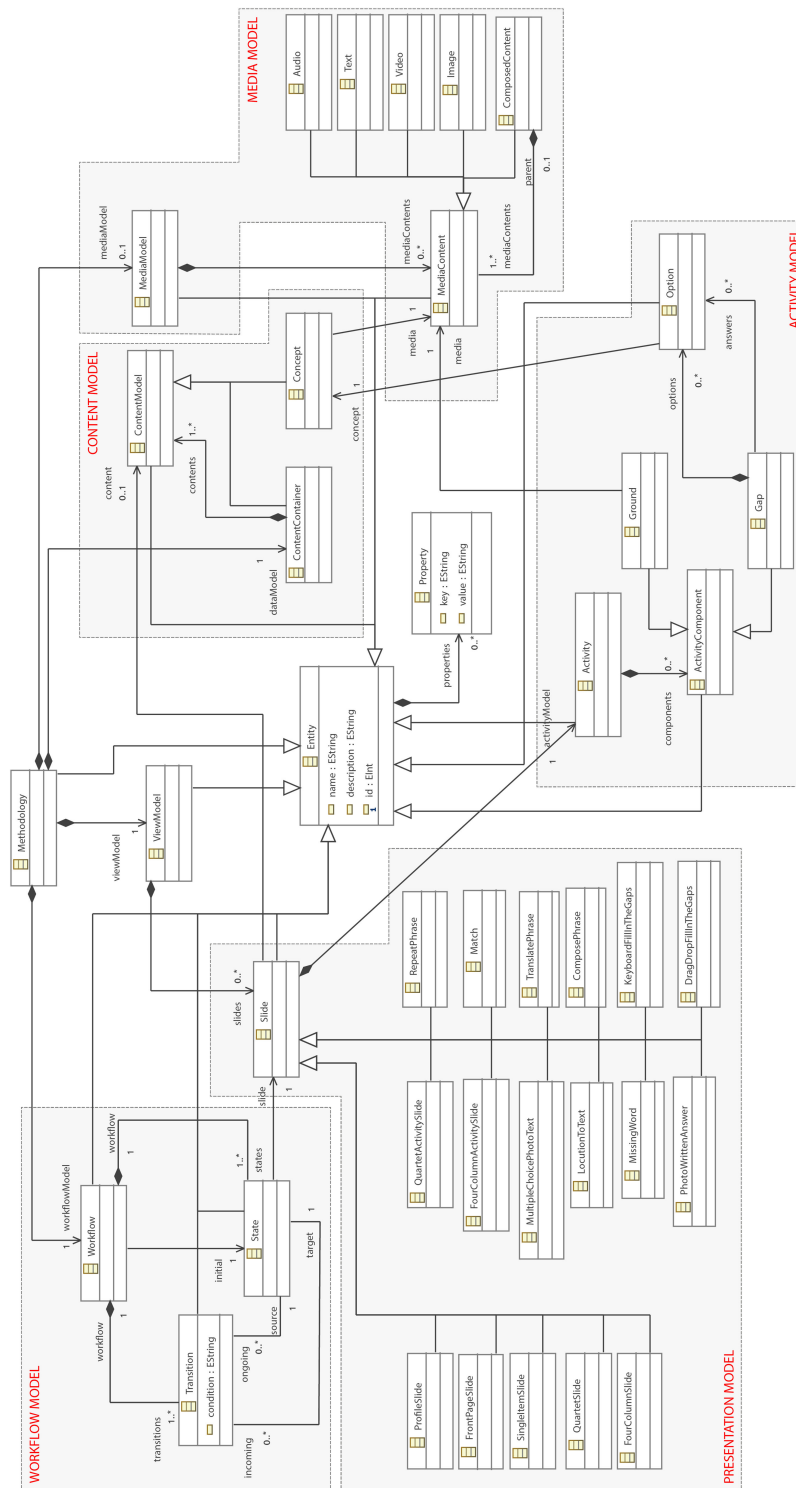 WORKFLOW MODEL
Methodology
workflowModel
1
Workflow
workflow
1
workflow
1
transitions
1..*
Transition
condition : EString
incoming
0..*
ongoing
0..*
source
1
target
1
initial
1
State
states
1..*
slide
1
viewModel
1
ViewModel
slides
0..*
Slide
Entity
name : EString
description : EString
id : EInt
properties
0..*
Property
key : EString
value : EString
CONTENT MODEL
content
0..1
ContentModel
contents
1..*
dataModel
1
ContentContainer
Concept
concept
1
MEDIA MODEL
mediaModel
0..1
MediaModel
mediaContents
0..*
MediaContent
media
1
media
1
mediaContents
1..*
parent
0..1
Audio
Text
Video
Image
ComposedContent
ACTIVITY MODEL
activityModel
1
Activity
components
0..*
ActivityComponent
Ground
Gap
options
0..*
answers
0..*
Option
PRESENTATION MODEL
ProfileSlide
FrontPageSlide
SingleItemSlide
QuartetSlide
FourColumnSlide
QuartetActivitySlide
FourColumnActivitySlide
MultipleChoicePhotoText
LocutionToText
MissingWord
PhotoWrittenAnswer
RepeatPhrase
Match
TranslatePhrase
ComposePhrase
KeyboardFillInTheGaps
DragDropFillInTheGaps